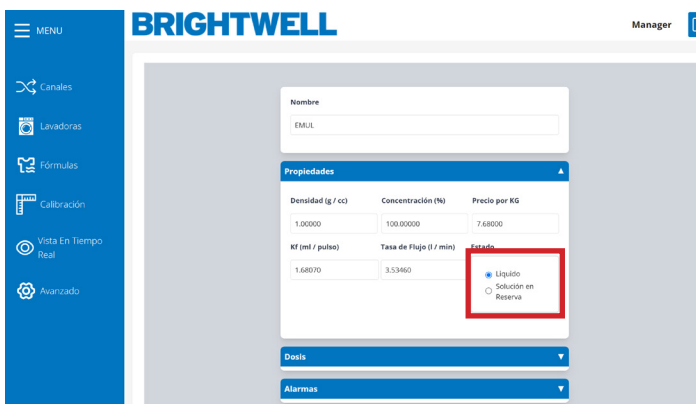 MENU
BRIGHTWELL
Manager
Canales
Lavadoras
Fórmulas
Calibración
Vista En Tiempo
Real
Avanzado
Nombre
EMUL
Propiedades
Densidad (g / cc) Concentración (%) Precio por KG
1.00000 100.00000 7.68000
Kf (ml / pulso) Tasa de Flujo (l / min) Estado
1.68070 3.53460
Líquido
Solución en
Reserva
Dosis
Alarmas